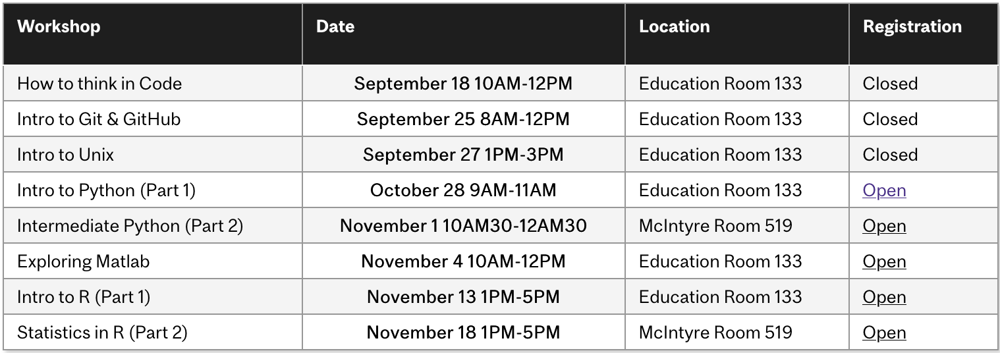 Workshop Date Location Registration
How to think in Code September 18 10AM-12PM Education Room 133 Closed
Intro to Git & GitHub September 25 8AM-12PM Education Room 133 Closed
Intro to Unix September 27 1PM-3PM Education Room 133 Closed
Intro to Python (Part 1) October 28 9AM-11AM Education Room 133 Open
Intermediate Python (Part 2) November 1 10AM30-12AM30 McIntyre Room 519 Open
Exploring Matlab November 4 10AM-12PM Education Room 133 Open
Intro to R (Part 1) November 13 1PM-5PM Education Room 133 Open
Statistics in R (Part 2) November 18 1PM-5PM McIntyre Room 519 Open